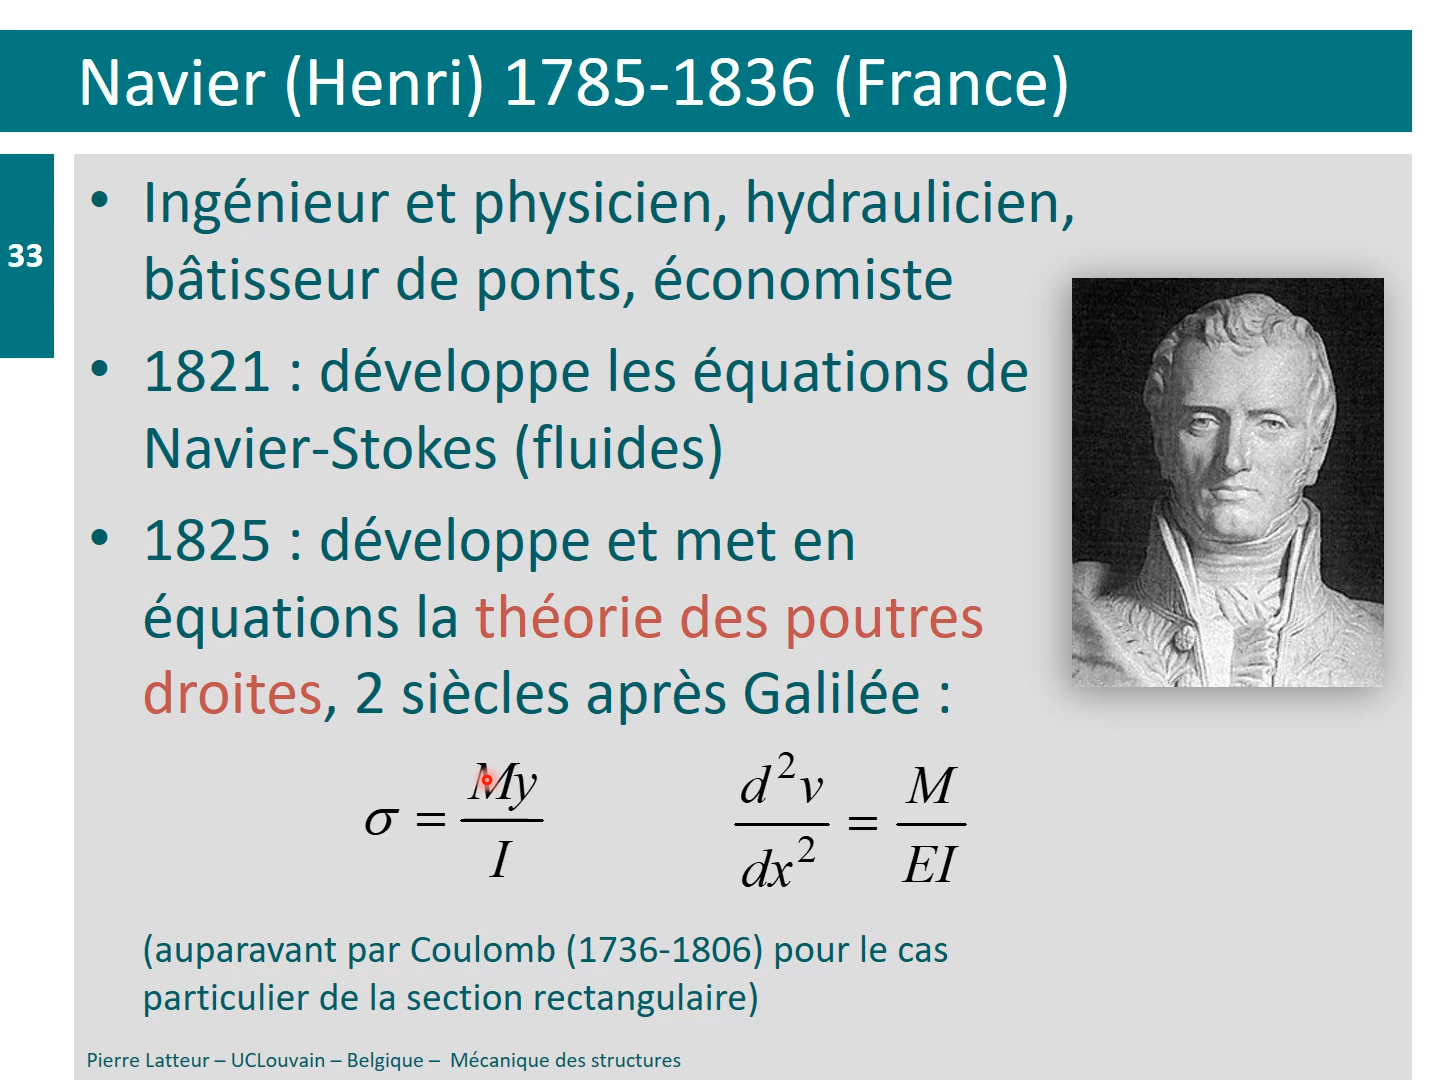 Navier (Henri) 1785-1836 (France)
33
• Ingénieur et physicien, hydraulicien,
bâtisseur de ponts, économiste
• 1821 : développe les équations de
Navier-Stokes (fluides)
• 1825 : développe et met en
équations la théorie des poutres
droites, 2 siècles après Galilée :
σ = My / I
d²v / dx² = M / EI
(auparavant par Coulomb (1736-1806) pour le cas
particulier de la section rectangulaire)
Pierre Latteur – UCLouvain – Belgique – Mécanique des structures